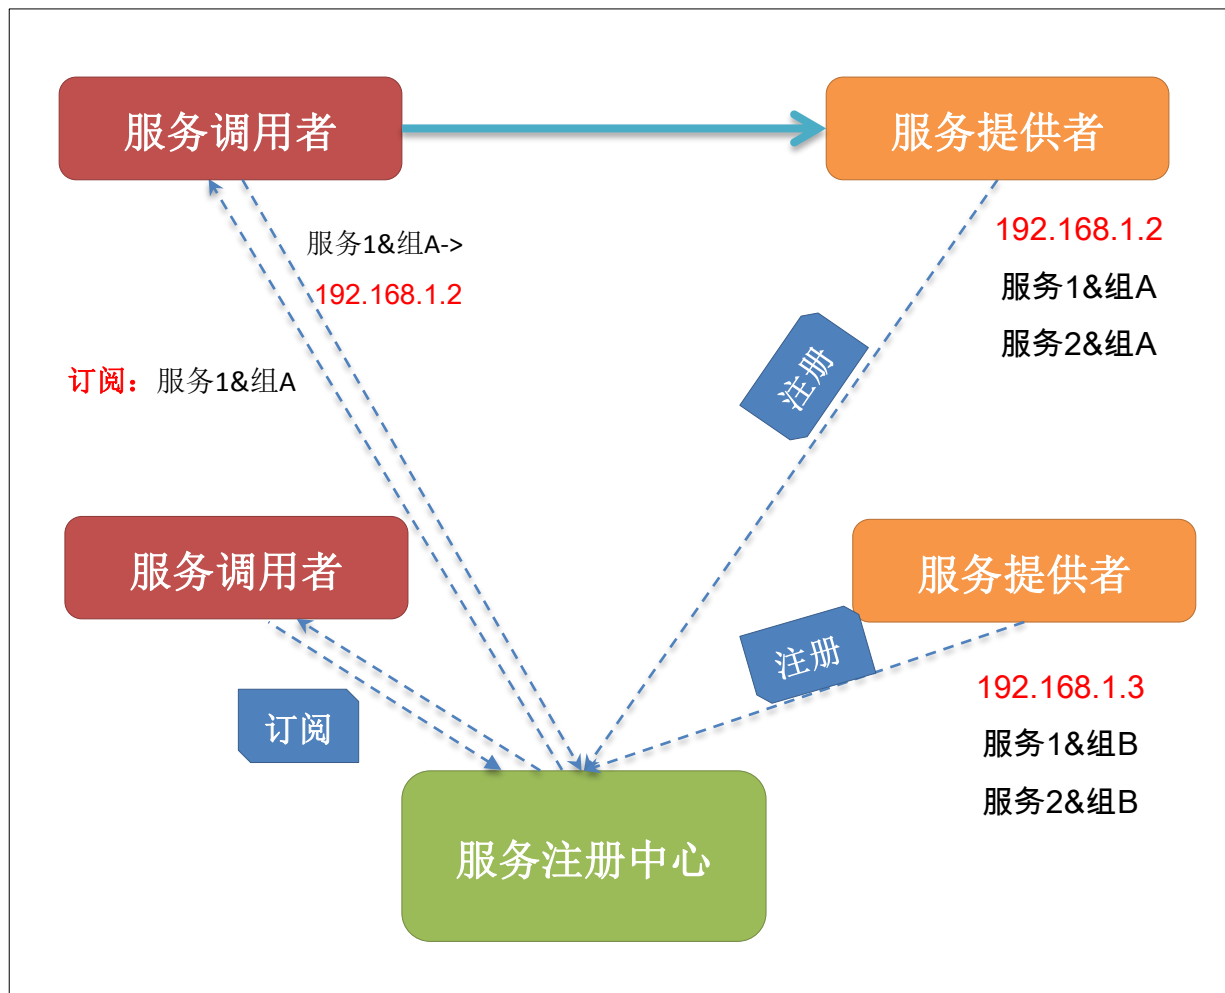 服务调用者
服务提供者
服务1&组A->
192.168.1.2
192.168.1.2
服务1&组A
服务2&组A
注册
订阅：服务1&组A
服务调用者
服务提供者
注册
订阅
192.168.1.3
服务1&组B
服务2&组B
服务注册中心